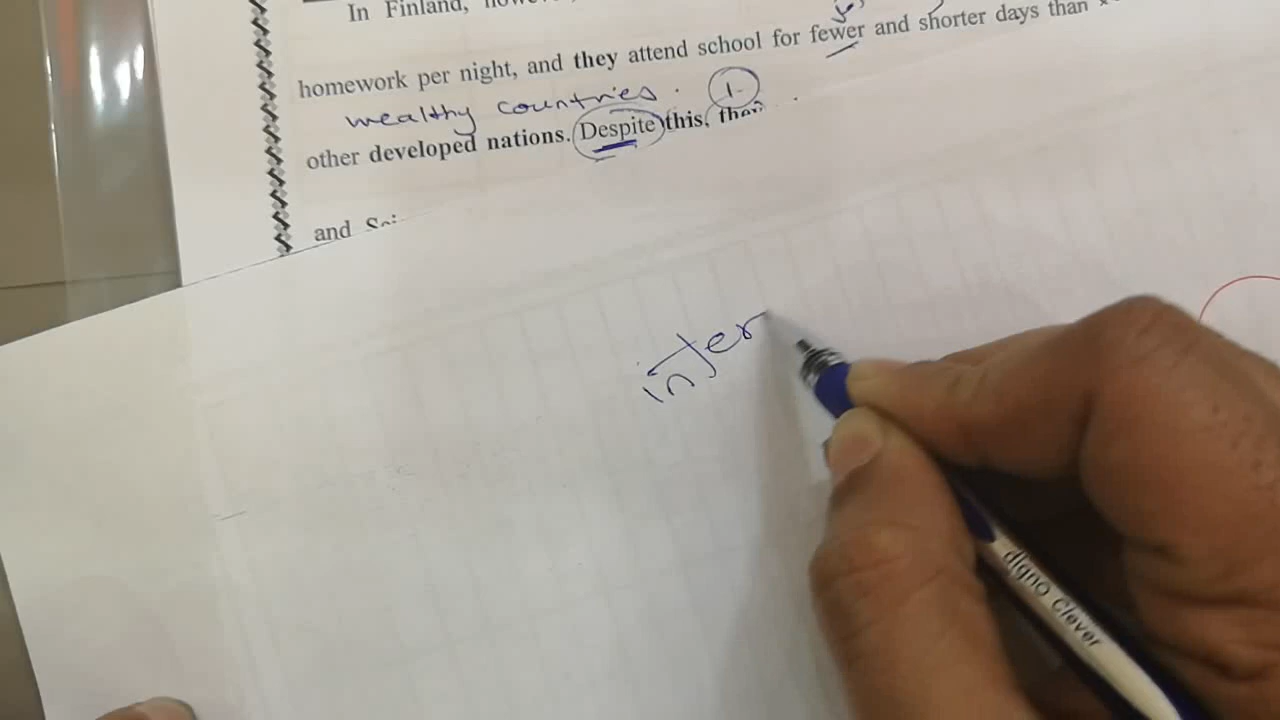 In Finland,
homework per night, and they attend school for fewer and shorter days than
wealthy countries. 1.
other developed nations. Despite this,
and
inter
digno Clever